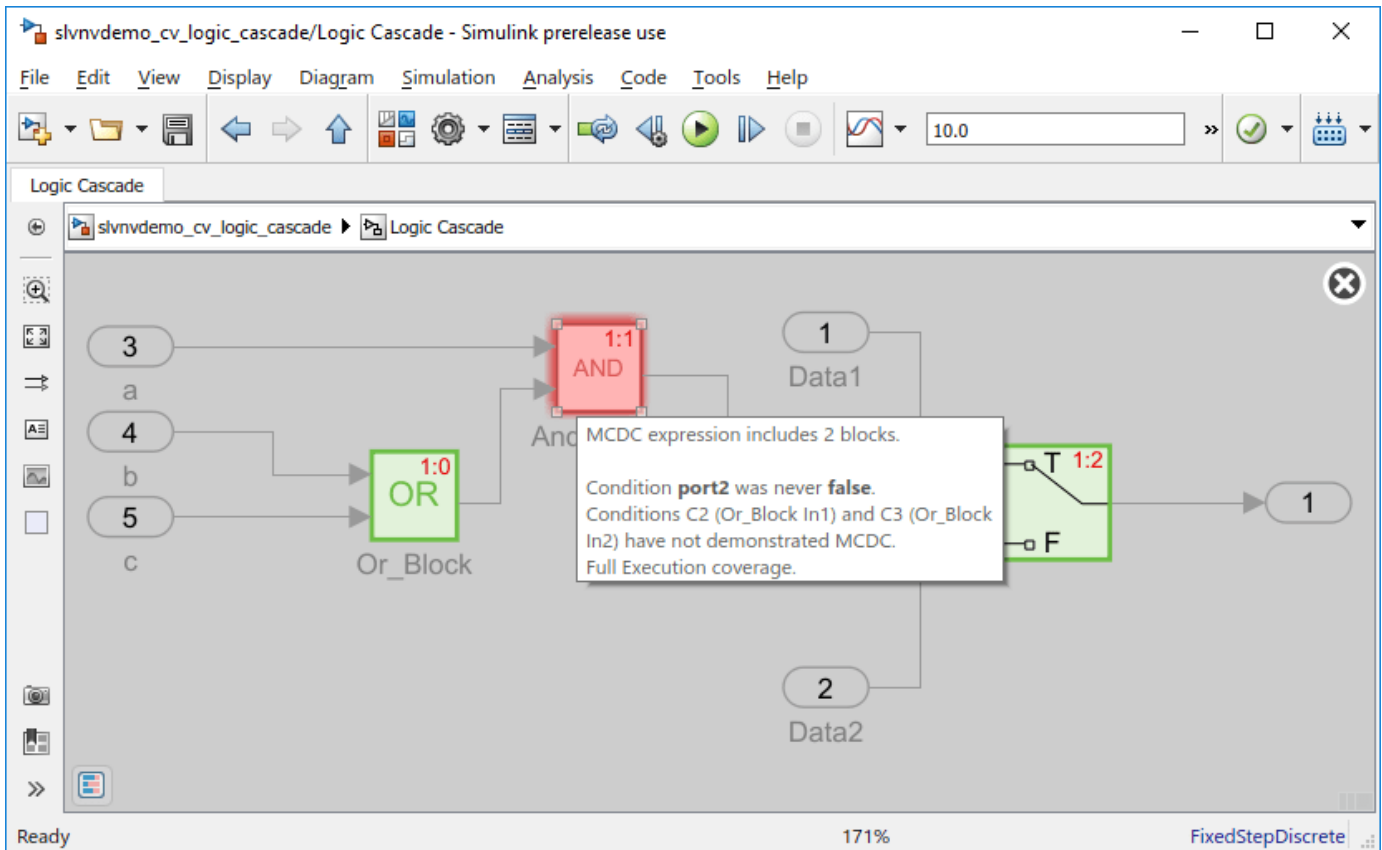 slvnvdemo_cv_logic_cascade/Logic Cascade - Simulink prerelease use
File Edit View Display Diagram Simulation Analysis Code Tools Help
10.0
Logic Cascade
slvnvdemo_cv_logic_cascade Logic Cascade
3
a
4
b
5
c
1:0
OR
Or_Block
1:1
AND
And
1
Data1
MCDC expression includes 2 blocks.
Condition port2 was never false.
Conditions C2 (Or_Block In1) and C3 (Or_Block
In2) have not demonstrated MCDC.
Full Execution coverage.
T 1:2
F
1
2
Data2
Ready 171% FixedStepDiscrete